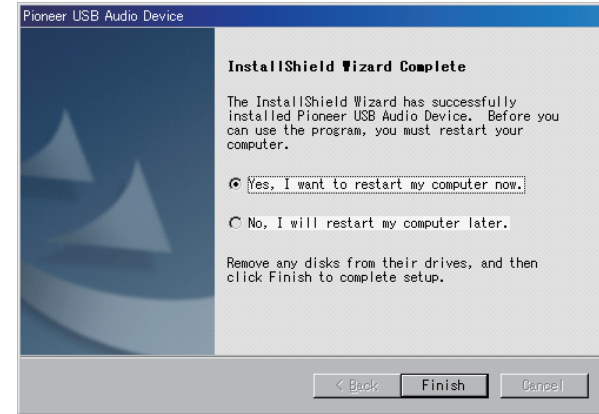 Pioneer USB Audio Device
InstallShield Wizard Complete
The InstallShield Wizard has successfully
installed Pioneer USB Audio Device.  Before you
can use the program, you must restart your
computer.
Yes, I want to restart my computer now.
No, I will restart my computer later.
Remove any disks from their drives, and then
click Finish to complete setup.
< Back
Finish
Cancel